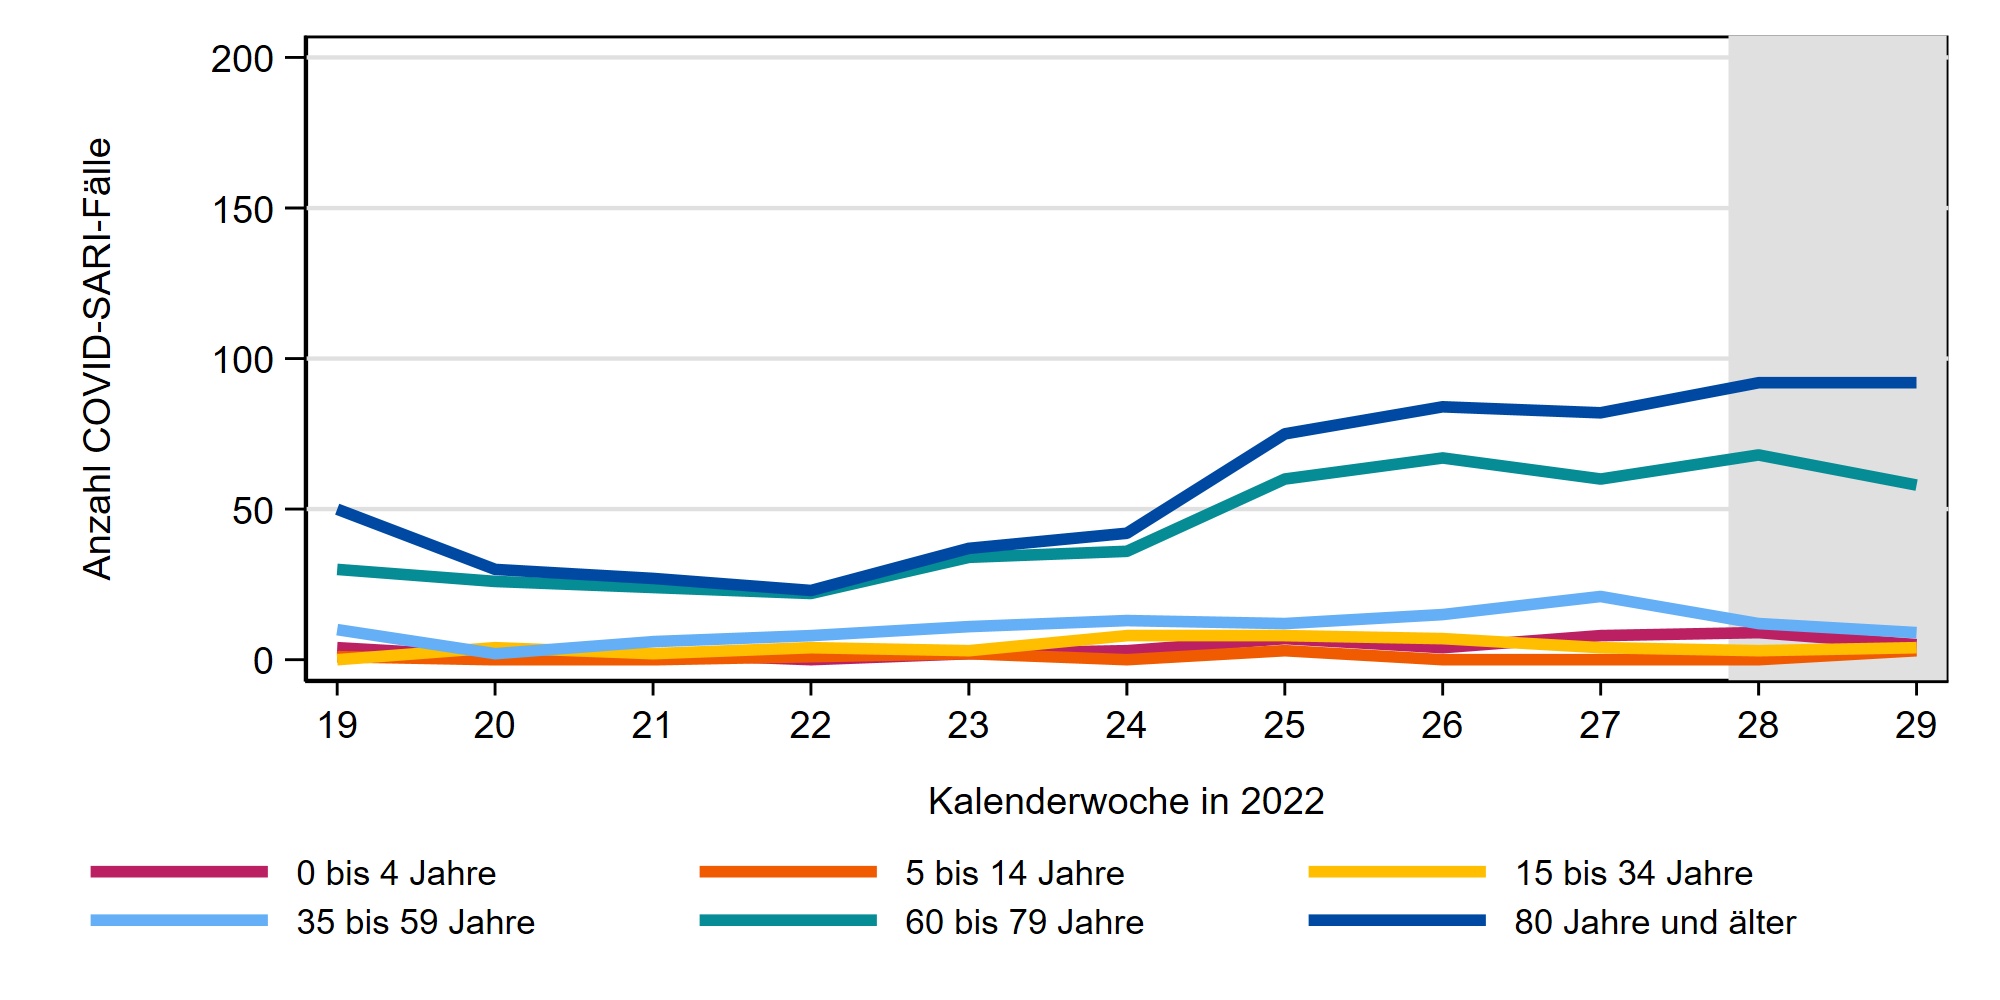 Anzahl COVID-SARI-Fälle
200
150
100
50
0
19 20 21 22 23 24 25 26 27 28 29
Kalenderwoche in 2022
0 bis 4 Jahre 5 bis 14 Jahre 15 bis 34 Jahre
35 bis 59 Jahre 60 bis 79 Jahre 80 Jahre und älter